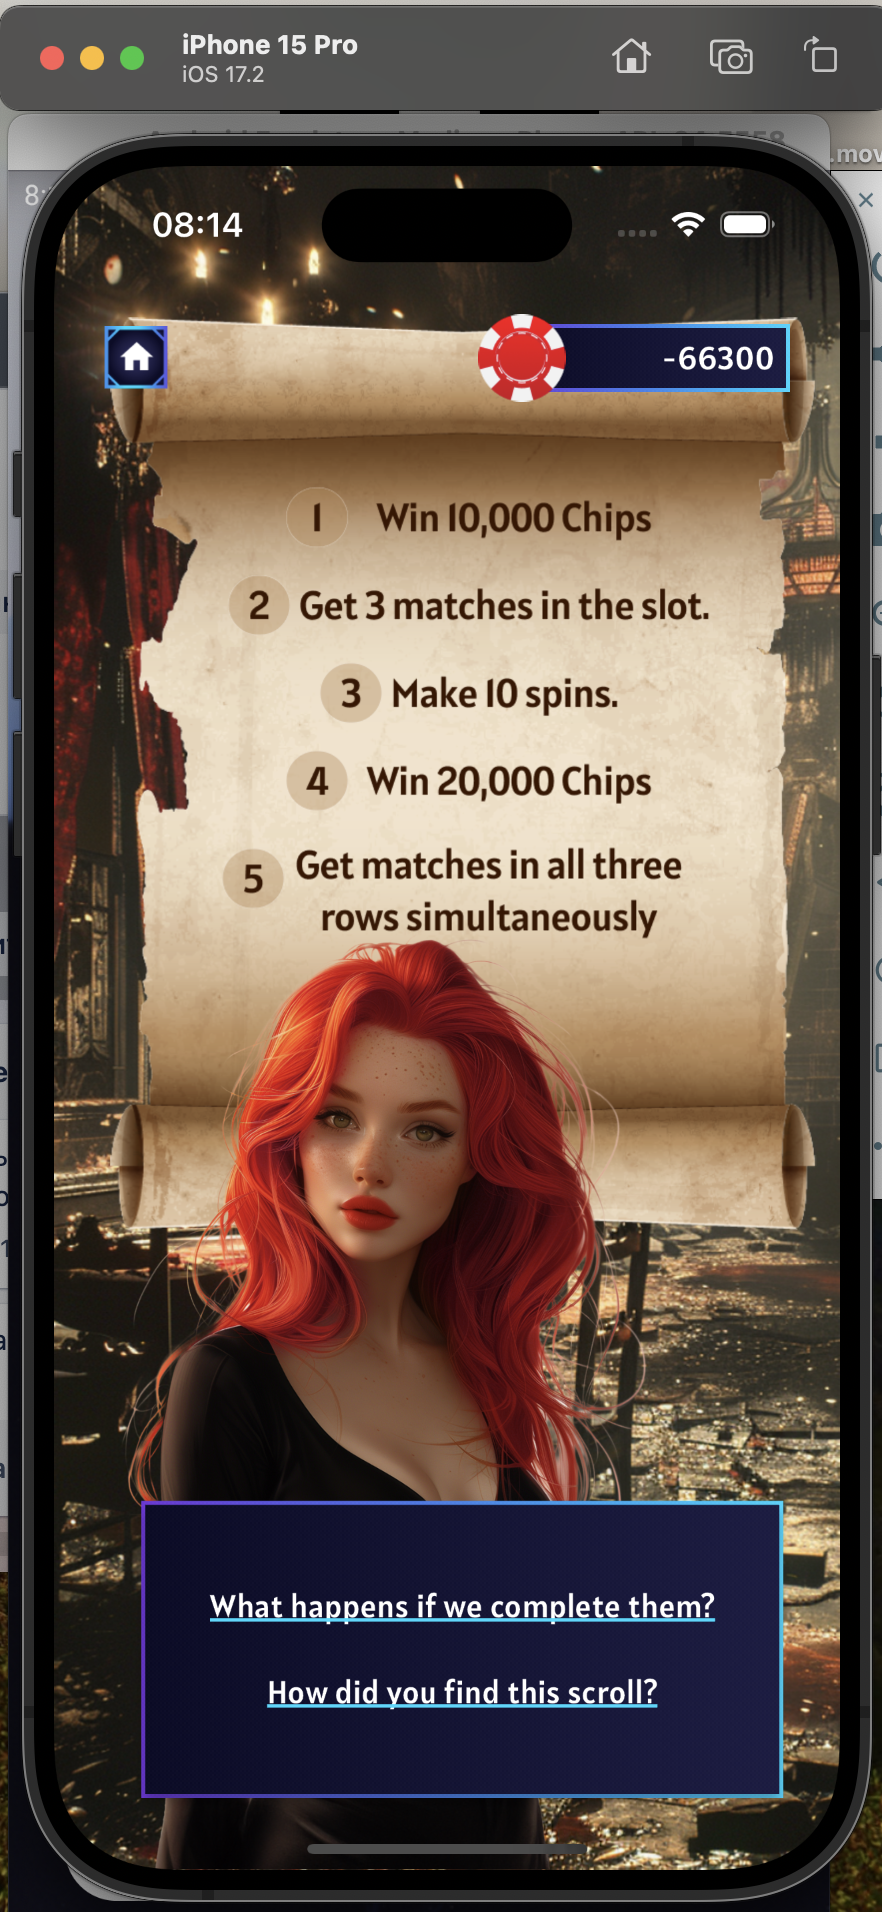 iPhone 15 Pro
iOS 17.2
.mov
8:
08:14
-66300
1 Win 10,000 Chips
2 Get 3 matches in the slot.
3 Make 10 spins.
4 Win 20,000 Chips
5 Get matches in all three
rows simultaneously
What happens if we complete them?
How did you find this scroll?